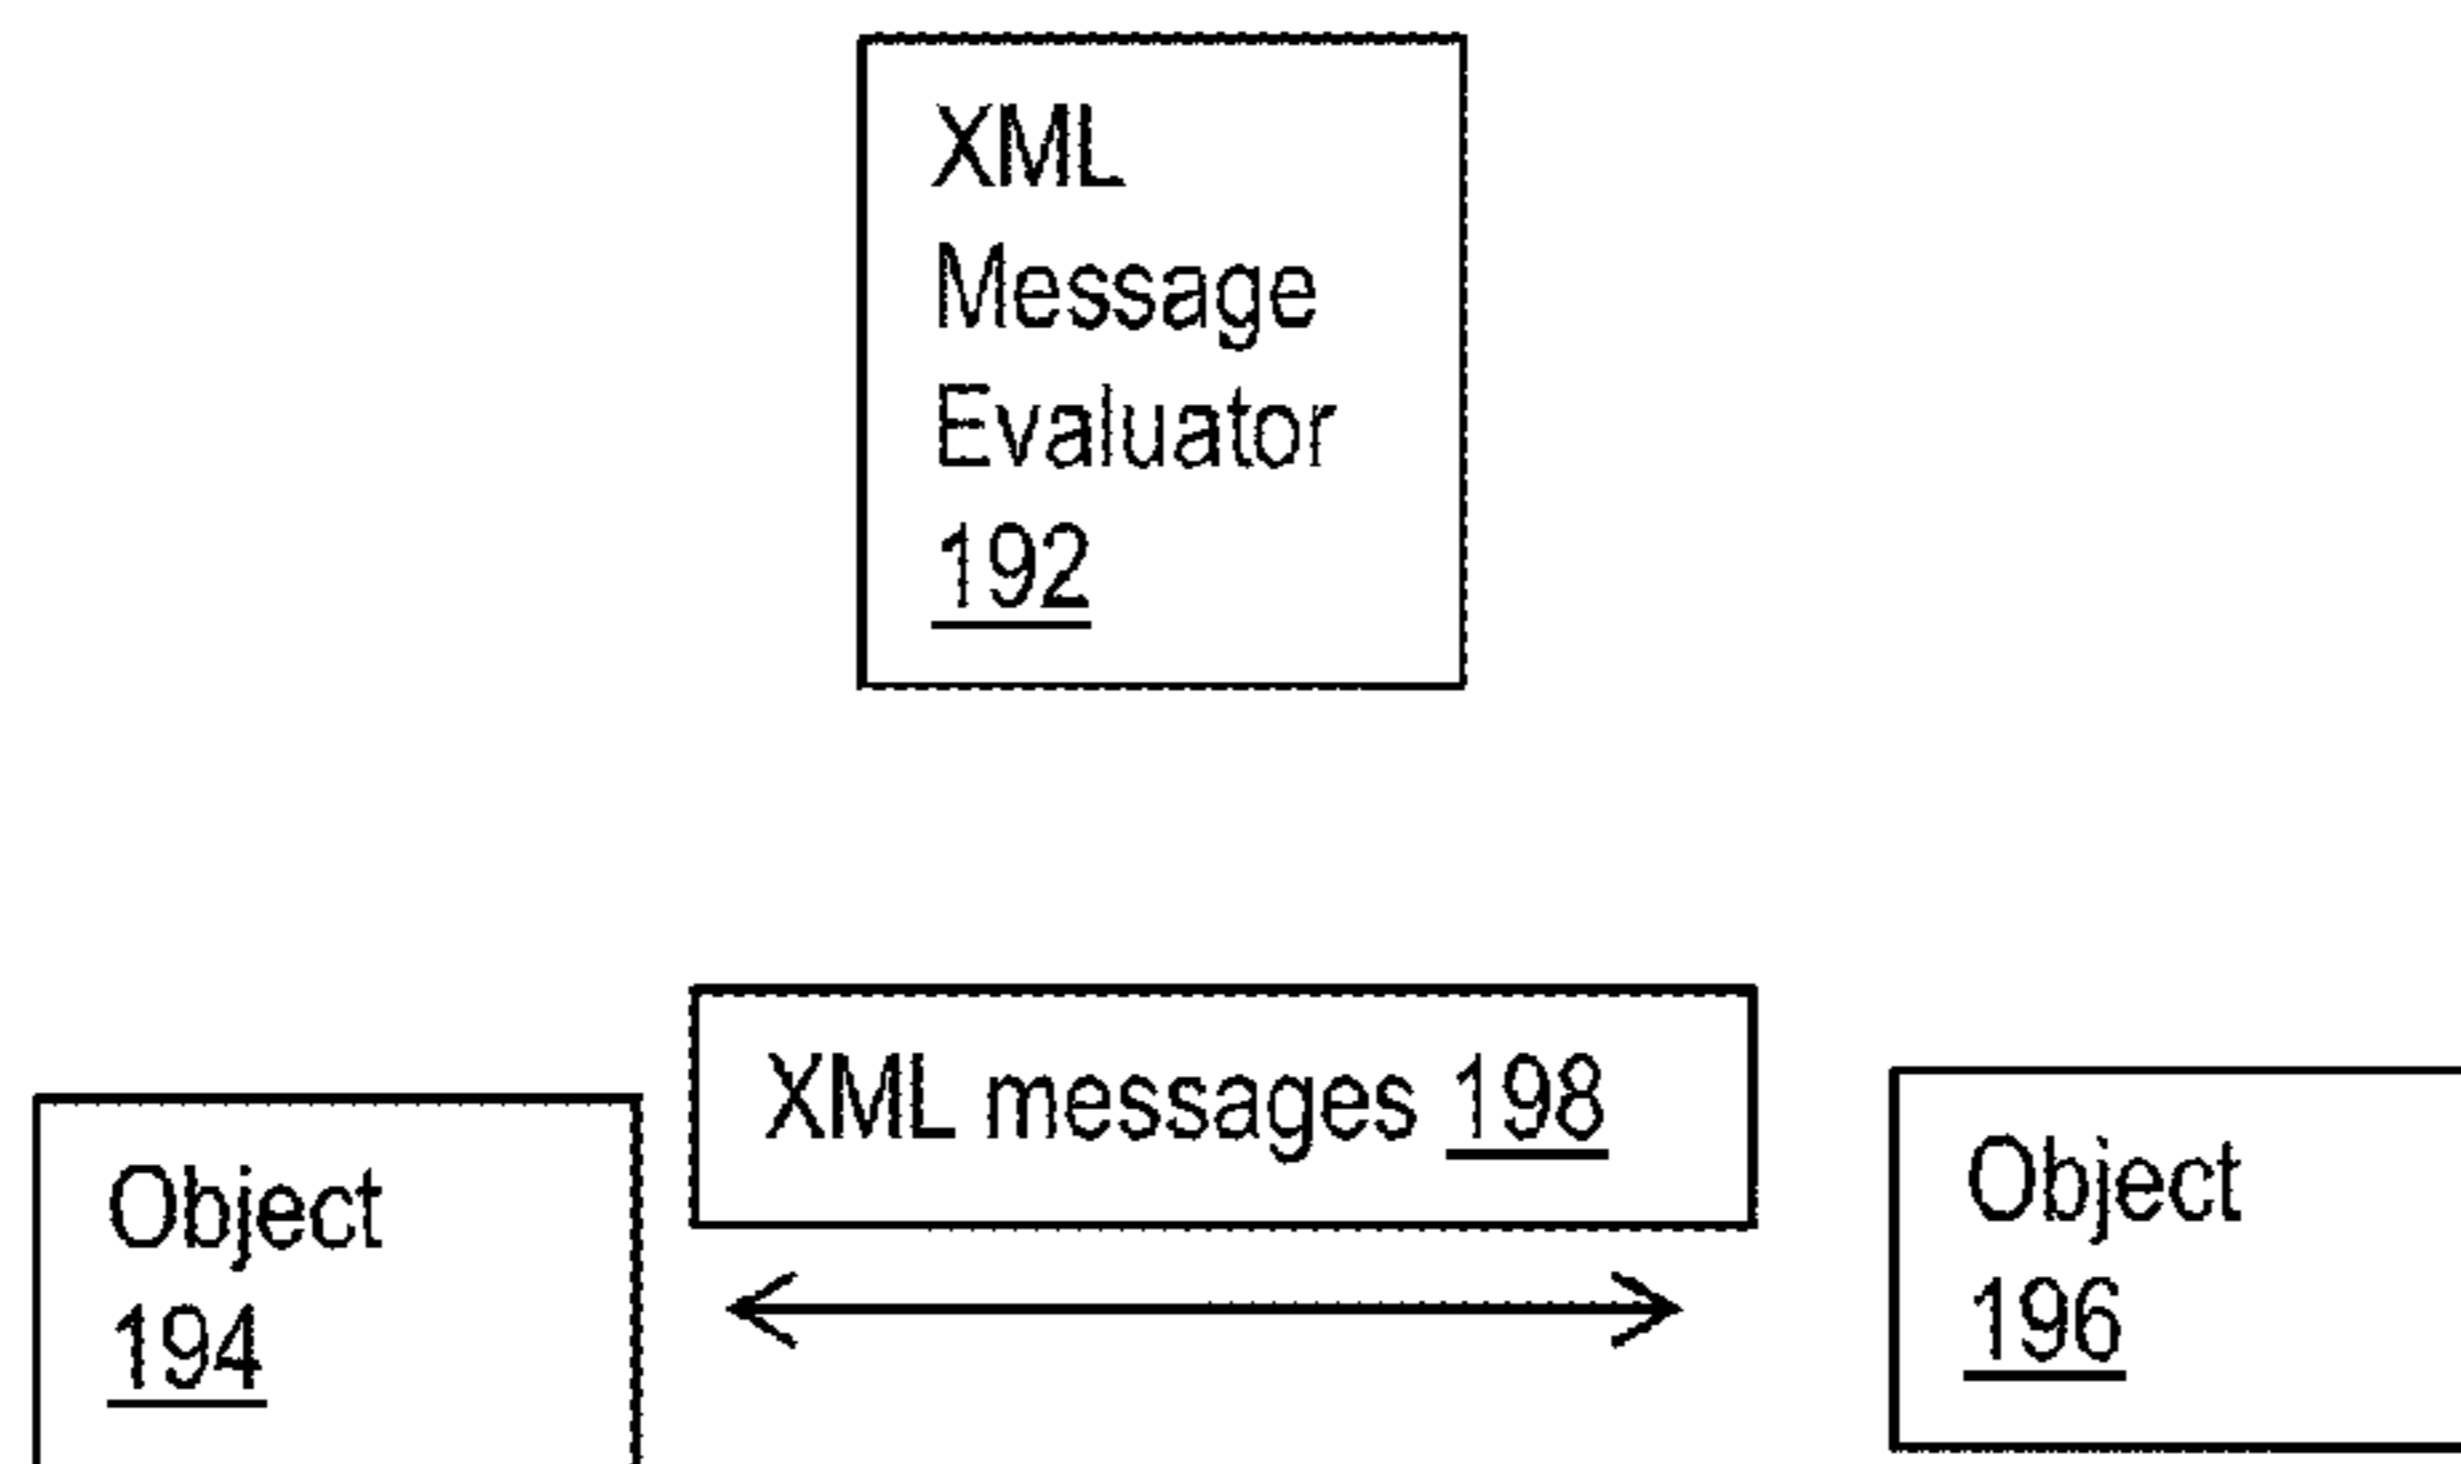 XML
Message
Evaluator
192
XML messages 198
Object
194
Object
196